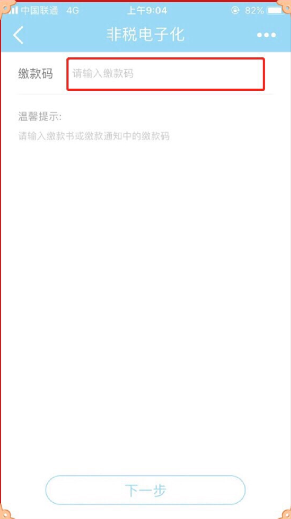 中国联通 4G 上午9:04 82%
非税电子化
缴款码 请输入缴款码
温馨提示:
请输入缴款书或缴款通知中的缴款码
下一步